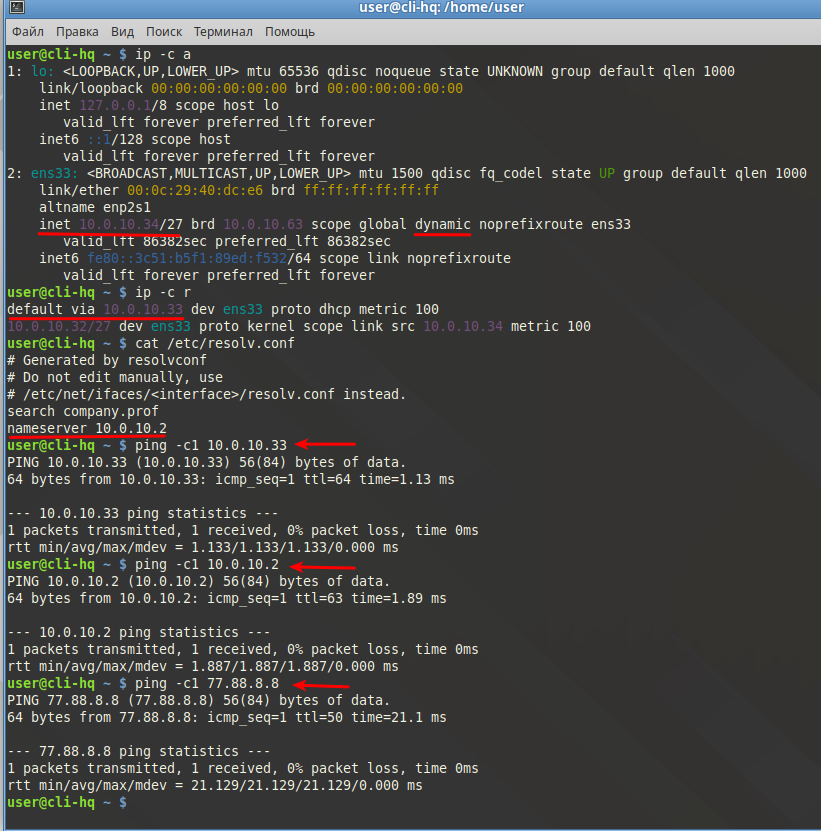 user@cli-hq: /home/user
Файл Правка Вид Поиск Терминал Помощь
user@cli-hq ~ $ ip -c a
1: lo: <LOOPBACK,UP,LOWER_UP> mtu 65536 qdisc noqueue state UNKNOWN group default qlen 1000
    link/loopback 00:00:00:00:00:00 brd 00:00:00:00:00:00
    inet 127.0.0.1/8 scope host lo
       valid_lft forever preferred_lft forever
    inet6 ::1/128 scope host
       valid_lft forever preferred_lft forever
2: ens33: <BROADCAST,MULTICAST,UP,LOWER_UP> mtu 1500 qdisc fq_codel state UP group default qlen 1000
    link/ether 00:0c:29:40:dc:e6 brd ff:ff:ff:ff:ff:ff
    altname enp2s1
    inet 10.0.10.34/27 brd 10.0.10.63 scope global dynamic noprefixroute ens33
       valid_lft 86382sec preferred_lft 86382sec
    inet6 fe80::3c51:b5f1:89ed:f532/64 scope link noprefixroute
       valid_lft forever preferred_lft forever
user@cli-hq ~ $ ip -c r
default via 10.0.10.33 dev ens33 proto dhcp metric 100
10.0.10.32/27 dev ens33 proto kernel scope link src 10.0.10.34 metric 100
user@cli-hq ~ $ cat /etc/resolv.conf
# Generated by resolvconf
# Do not edit manually, use
# /etc/net/ifaces/<interface>/resolv.conf instead.
search company.prof
nameserver 10.0.10.2
user@cli-hq ~ $ ping -c1 10.0.10.33
PING 10.0.10.33 (10.0.10.33) 56(84) bytes of data.
64 bytes from 10.0.10.33: icmp_seq=1 ttl=64 time=1.13 ms

--- 10.0.10.33 ping statistics ---
1 packets transmitted, 1 received, 0% packet loss, time 0ms
rtt min/avg/max/mdev = 1.133/1.133/1.133/0.000 ms
user@cli-hq ~ $ ping -c1 10.0.10.2
PING 10.0.10.2 (10.0.10.2) 56(84) bytes of data.
64 bytes from 10.0.10.2: icmp_seq=1 ttl=63 time=1.89 ms

--- 10.0.10.2 ping statistics ---
1 packets transmitted, 1 received, 0% packet loss, time 0ms
rtt min/avg/max/mdev = 1.887/1.887/1.887/0.000 ms
user@cli-hq ~ $ ping -c1 77.88.8.8
PING 77.88.8.8 (77.88.8.8) 56(84) bytes of data.
64 bytes from 77.88.8.8: icmp_seq=1 ttl=50 time=21.1 ms

--- 77.88.8.8 ping statistics ---
1 packets transmitted, 1 received, 0% packet loss, time 0ms
rtt min/avg/max/mdev = 21.129/21.129/21.129/0.000 ms
user@cli-hq ~ $